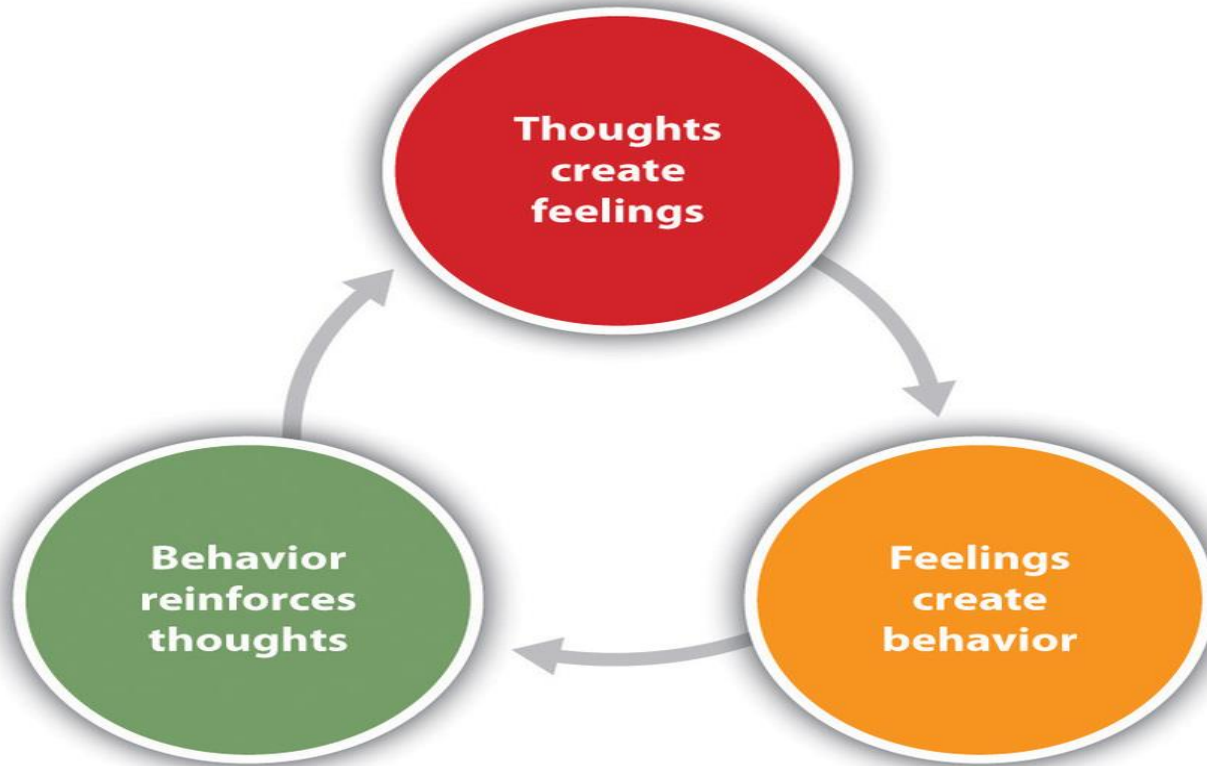 Thoughts
create
feelings
Feelings
create
behavior
Behavior
reinforces
thoughts